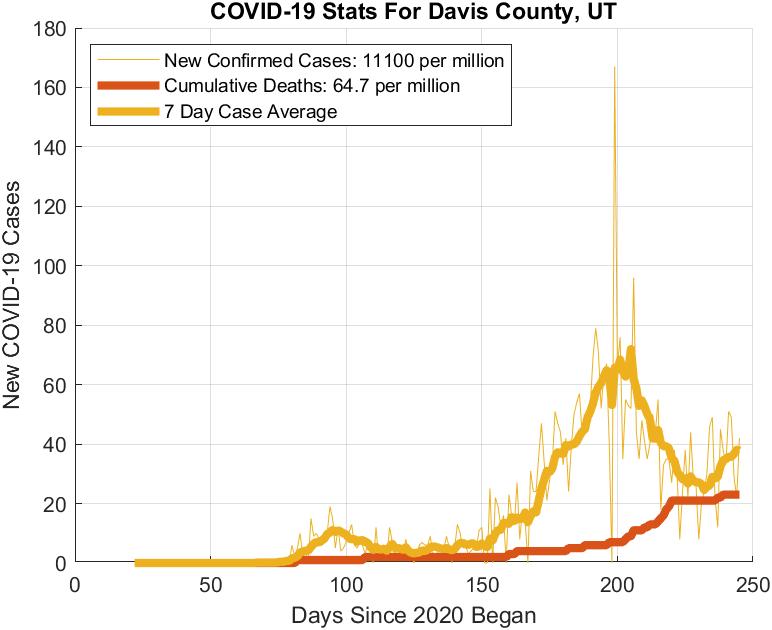 COVID-19 Stats For Davis County, UT
New Confirmed Cases: 11100 per million
Cumulative Deaths: 64.7 per million
7 Day Case Average
180
160
140
120
100
80
60
40
20
0
New COVID-19 Cases
0 50 100 150 200 250
Days Since 2020 Began